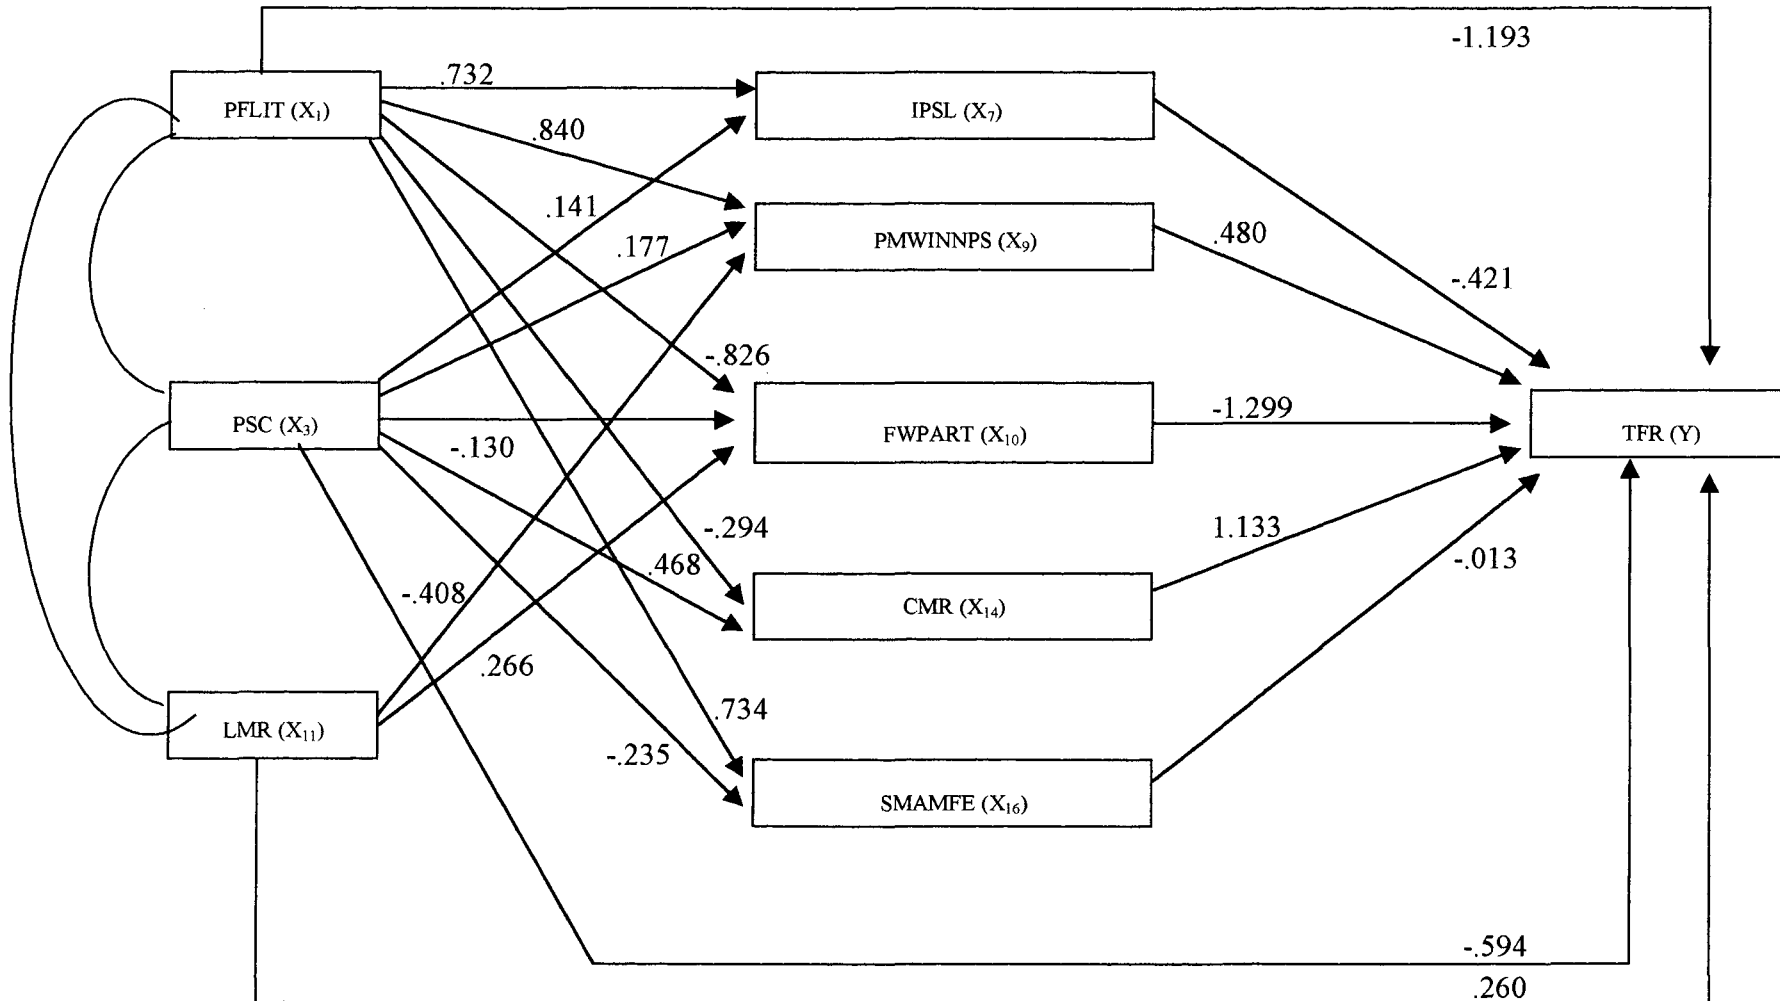 -1.193
.732
PFLIT (X₁)
IPSL (X₇)
.840
.141
.177
PMWINNPS (X₉)
.480
-.421
-.826
PSC (X₃)
-.130
FWPART (X₁₀)
-1.299
TFR (Y)
-.294
.468
1.133
-.013
-.408
CMR (X₁₄)
.266
LMR (X₁₁)
.734
-.235
SMAMFE (X₁₆)
-.594
.260